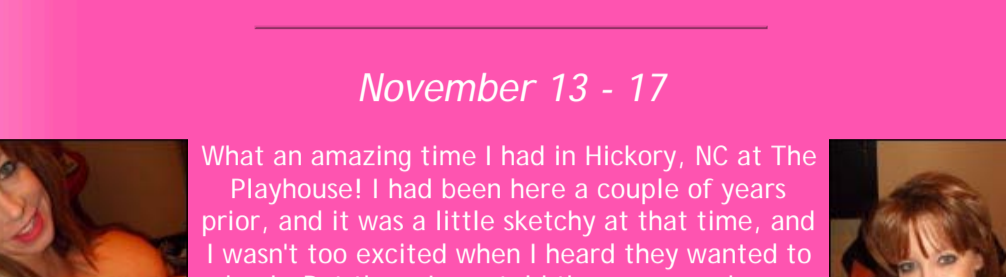 November 13 - 17
What an amazing time I had in Hickory, NC at The
Playhouse! I had been here a couple of years
prior, and it was a little sketchy at that time, and
I wasn't too excited when I heard they wanted to